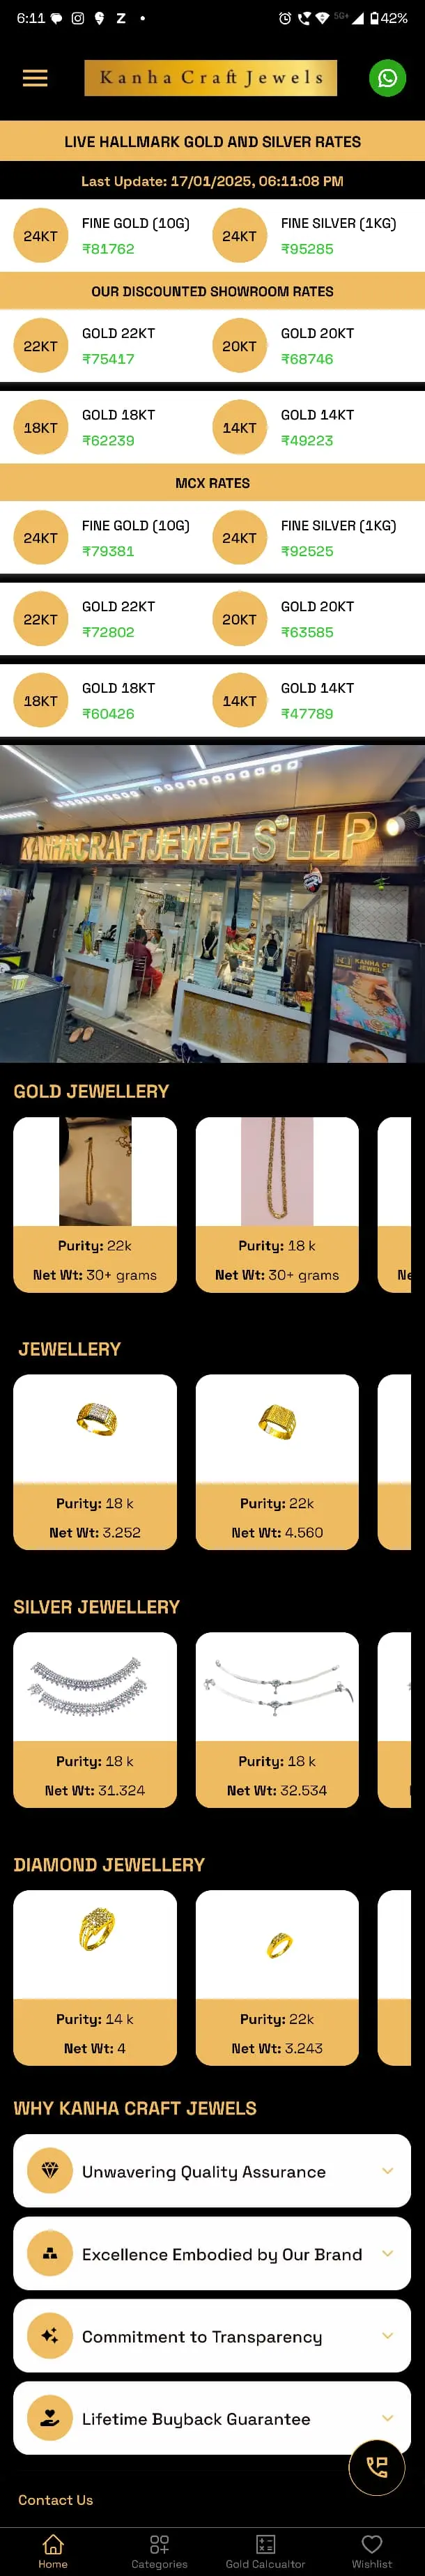 6:11
Z
5G+
42%
Kanha Craft Jewels
LIVE HALLMARK GOLD AND SILVER RATES
Last Update: 17/01/2025, 06:11:08 PM
24KT FINE GOLD (10G) ₹81762
24KT FINE SILVER (1KG) ₹95285
OUR DISCOUNTED SHOWROOM RATES
22KT GOLD 22KT ₹75417
20KT GOLD 20KT ₹68746
18KT GOLD 18KT ₹62239
14KT GOLD 14KT ₹49223
MCX RATES
24KT FINE GOLD (10G) ₹79381
24KT FINE SILVER (1KG) ₹92525
22KT GOLD 22KT ₹72802
20KT GOLD 20KT ₹63585
18KT GOLD 18KT ₹60426
14KT GOLD 14KT ₹47789
KANHACRAFTJEWELS LLP
KANHA CR
JEWEL
GOLD JEWELLERY
Purity: 22k
Net Wt: 30+ grams
Purity: 18 k
Net Wt: 30+ grams
Ne
JEWELLERY
Purity: 18 k
Net Wt: 3.252
Purity: 22k
Net Wt: 4.560
SILVER JEWELLERY
Purity: 18 k
Net Wt: 31.324
Purity: 18 k
Net Wt: 32.534
DIAMOND JEWELLERY
Purity: 14 k
Net Wt: 4
Purity: 22k
Net Wt: 3.243
WHY KANHA CRAFT JEWELS
Unwavering Quality Assurance
Excellence Embodied by Our Brand
Commitment to Transparency
Lifetime Buyback Guarantee
Contact Us
Home
Categories
Gold Calcualtor
Wishlist